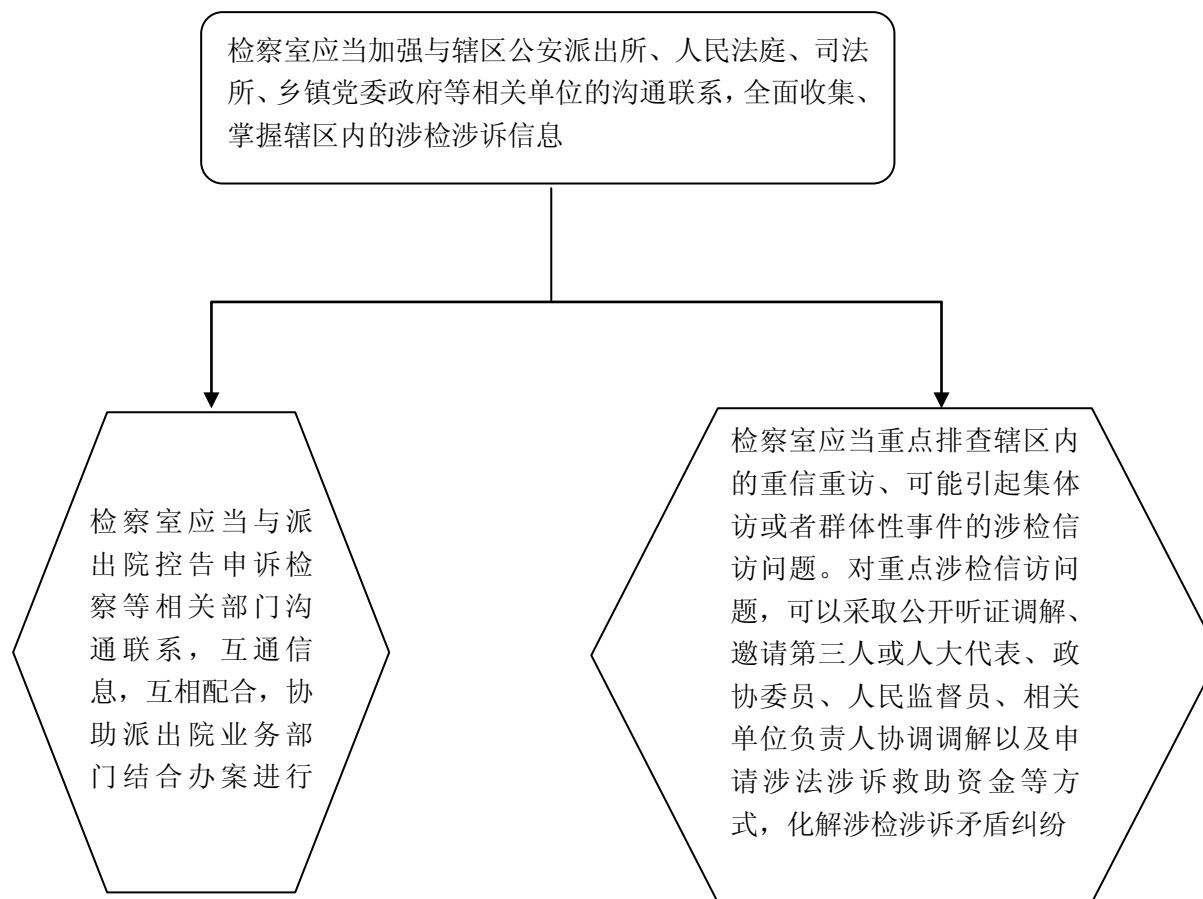 检察室应当加强与辖区公安派出所、人民法庭、司法
所、乡镇党委政府等相关单位的沟通联系，全面收集、
掌握辖区内的涉检涉诉信息
检察室应当与派
出院控告申诉检
察等相关部门沟
通联系，互通信
息，互相配合，协
助派出院业务部
门结合办案进行
检察室应当重点排查辖区内
的重信重访、可能引起集体
访或者群体性事件的涉检信
访问题。对重点涉检信访问
题，可以采取公开听证调解、
邀请第三人或人大代表、政
协委员、人民监督员、相关
单位负责人协调调解以及申
请涉法涉诉救助资金等方
式，化解涉检涉诉矛盾纠纷